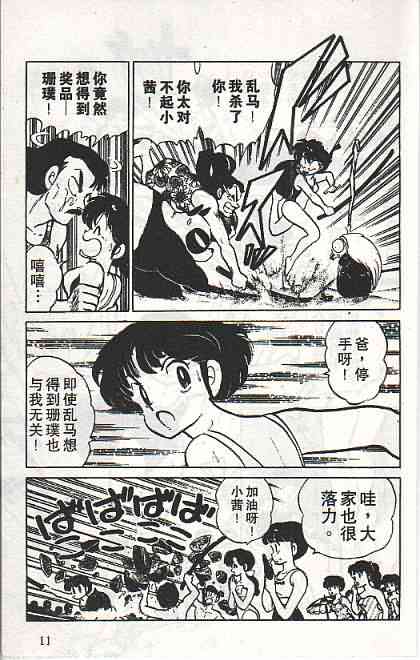 乱马！
我杀了
你！
你太对
不起小
茜！
你竟然
想得到
奖品—
珊璞！
嘻
嘻…
爸，停
手呀！
即使乱马想
得到珊璞也
与我无关！
哇，大
家也很
落力。
加油呀！
小茜！
ばばばばば
11